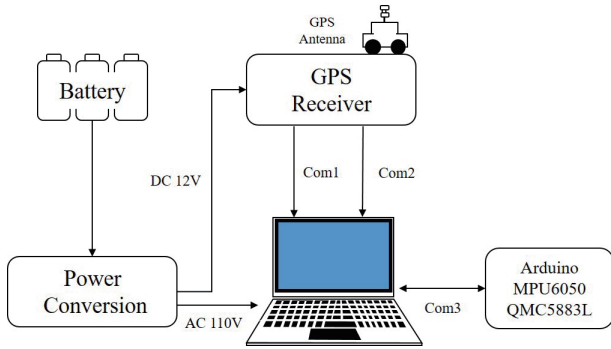 GPS
Antenna
Battery
GPS
Receiver
DC 12V
Com1
Com2
Power
Conversion
AC 110V
Com3
Arduino
MPU6050
QMC5883L